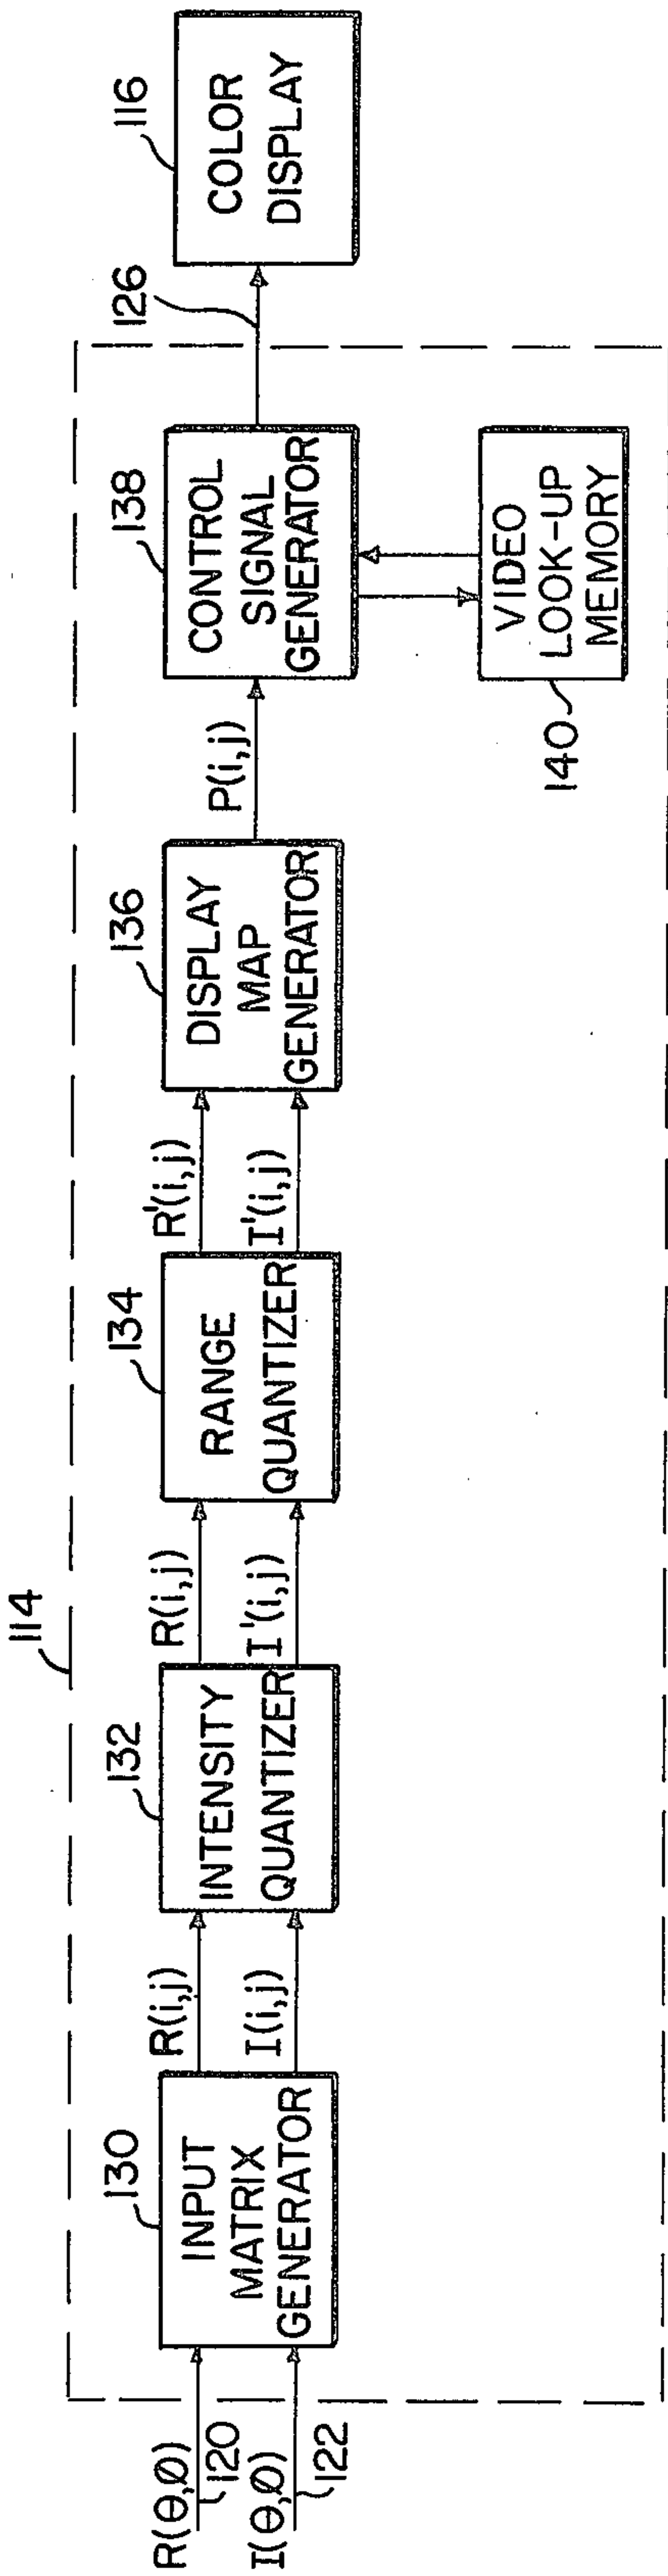 114
R(θ,Ø)
120
I(θ,Ø)
122
130
INPUT
MATRIX
GENERATOR
R(i,j)
I(i,j)
132
INTENSITY
QUANTIZER
R(i,j)
I'(i,j)
134
RANGE
QUANTIZER
R'(i,j)
I'(i,j)
136
DISPLAY
MAP
GENERATOR
P(i,j)
138
CONTROL
SIGNAL
GENERATOR
140
VIDEO
LOOK-UP
MEMORY
126
116
COLOR
DISPLAY